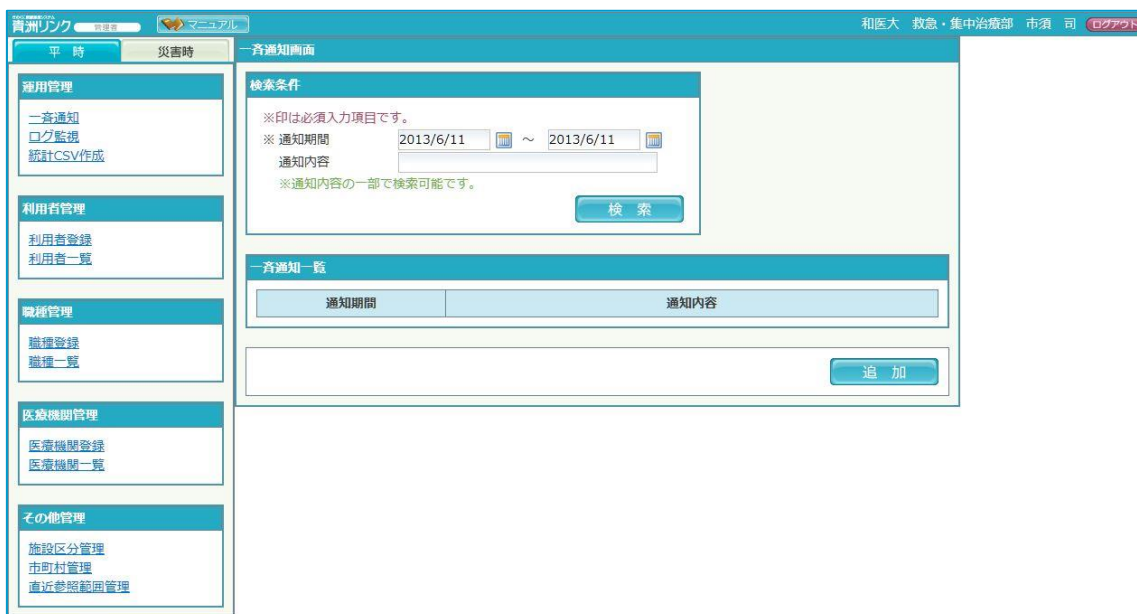 青洲リンク 管理者 マニュアル 和医大 救急・集中治療部 市須 司 ログアウト
平 時 災害時 一斉通知画面
運用管理
一斉通知
ログ監視
統計CSV作成
利用者管理
利用者登録
利用者一覧
職種管理
職種登録
職種一覧
医療機関管理
医療機関登録
医療機関一覧
その他管理
施設区分管理
市町村管理
直近参照範囲管理
検索条件
※印は必須入力項目です。
※ 通知期間 2013/6/11 ～ 2013/6/11
通知内容
※通知内容の一部で検索可能です。
検 索
一斉通知一覧
通知期間 通知内容
追 加